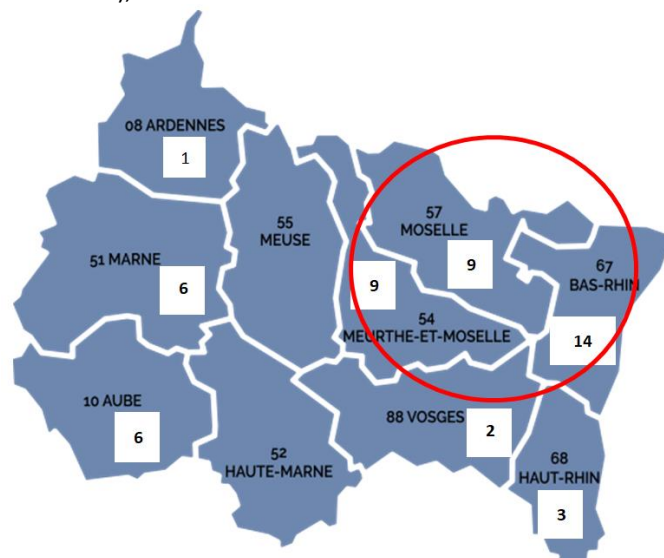 08 ARDENNES
1
55
MEUSE
57
MOSELLE
9
51 MARNE
6
67
BAS-RHIN
14
9
54
MEURTHE-ET-MOSELLE
10 AUBE
6
88 VOSGES
2
52
HAUTE-MARNE
68
HAUT-RHIN
3